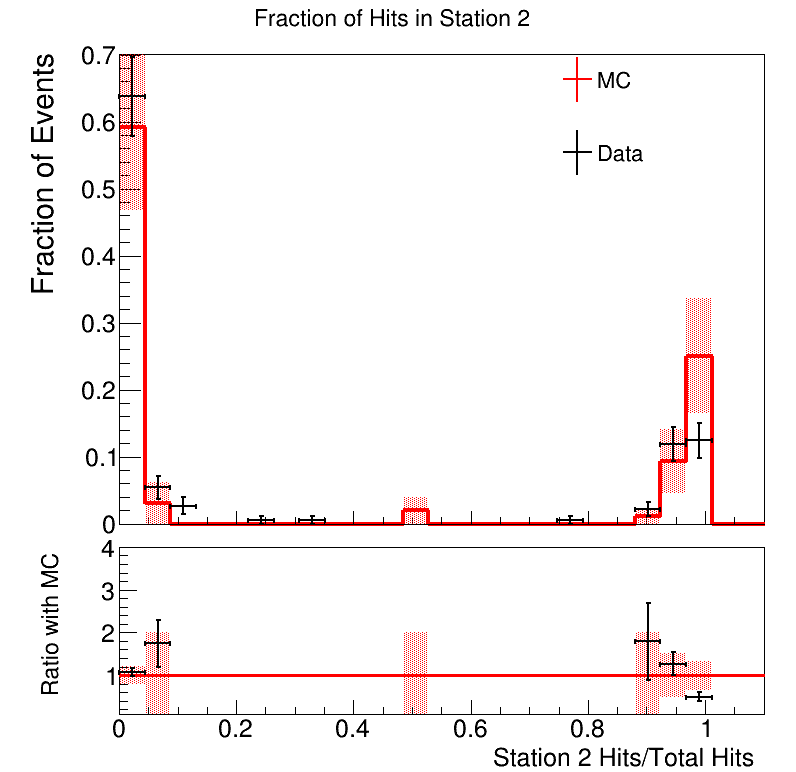 Fraction of Hits in Station 2
Fraction of Events
0.7
0.6
0.5
0.4
0.3
0.2
0.1
0
MC
Data
Ratio with MC
4
3
2
1
0 0.2 0.4 0.6 0.8 1
Station 2 Hits/Total Hits